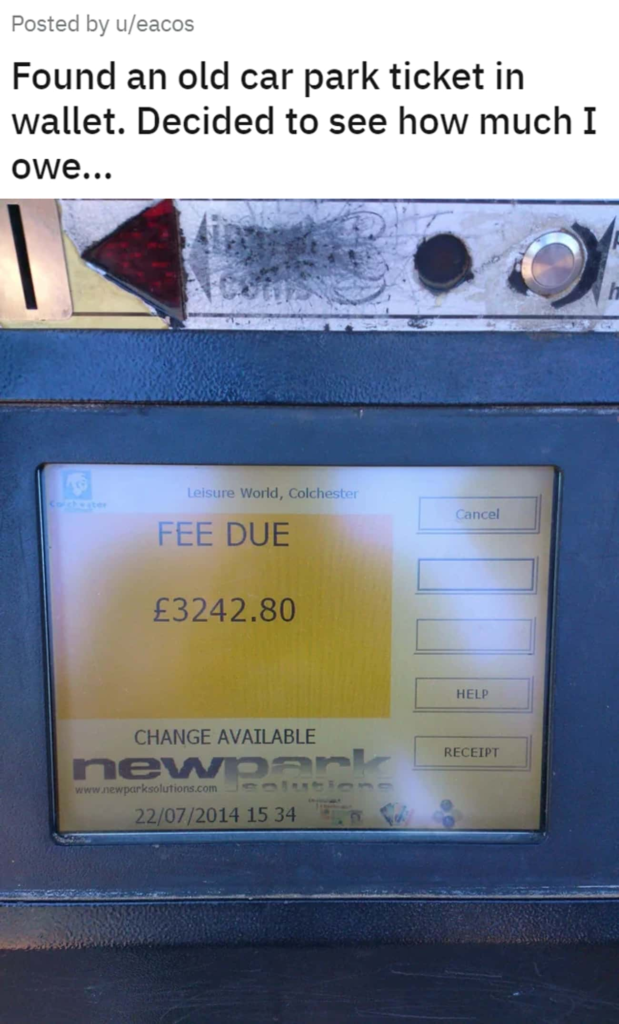 Posted by u/eacos
Found an old car park ticket in
wallet. Decided to see how much I
owe...
Leisure World, Colchester
Cancel
FEE DUE
£3242.80
HELP
CHANGE AVAILABLE
RECEIPT
newpark
solutions
www.newparksolutions.com
22/07/2014 15 34